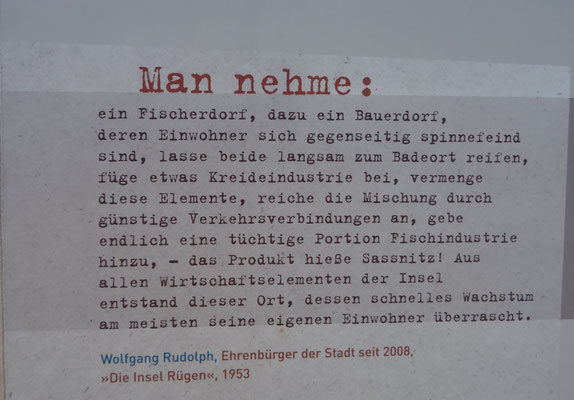 Man nehme:
ein Fischerdorf, dazu ein Bauerdorf,
deren Einwohner sich gegenseitig spinnefeind
sind, lasse beide langsam zum Badeort reifen,
füge etwas Kreideindustrie bei, vermenge
diese Elemente, reiche die Mischung durch
günstige Verkehrsverbindungen an, gebe
endlich eine tüchtige Portion Fischindustrie
hinzu, – das Produkt hieße Sassnitz! Aus
allen Wirtschaftselementen der Insel
entstand dieser Ort, dessen schnelles Wachstum
am meisten seine eigenen Einwohner überrascht.
Wolfgang Rudolph, Ehrenbürger der Stadt seit 2008,
»Die Insel Rügen«, 1953